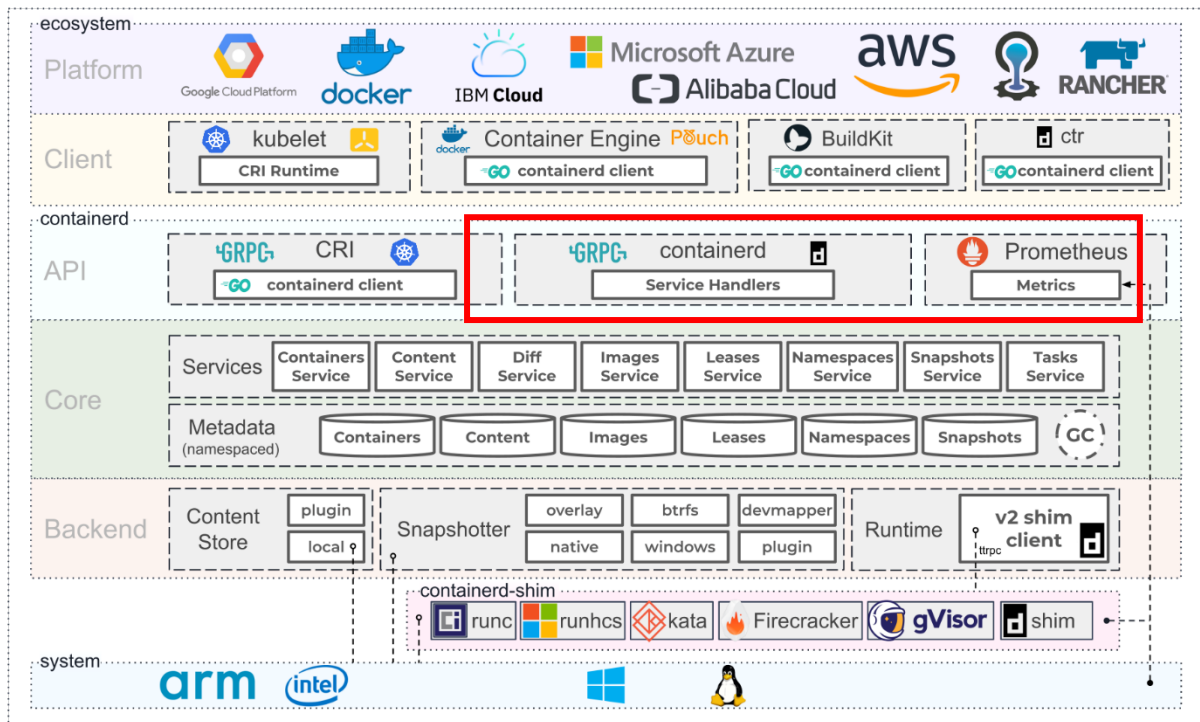 ecosystem
Platform
Google Cloud Platform
docker
IBM Cloud
Microsoft Azure
Alibaba Cloud
aws
RANCHER
Client
kubelet
CRI Runtime
docker
Container Engine
Pouch
GO containerd client
BuildKit
GO containerd client
ctr
GO containerd client
containerd
API
GRPC CRI
GO containerd client
GRPC containerd
Service Handlers
Prometheus
Metrics
Core
Services
Containers
Service
Content
Service
Diff
Service
Images
Service
Leases
Service
Namespaces
Service
Snapshots
Service
Tasks
Service
Metadata
(namespaced)
Containers
Content
Images
Leases
Namespaces
Snapshots
GC
Backend
Content
Store
plugin
local
Snapshotter
overlay
btrfs
devmapper
native
windows
plugin
Runtime
v2 shim
client
ttrpc
containerd-shim
runc
runhcs
kata
Firecracker
gVisor
shim
system
arm
intel